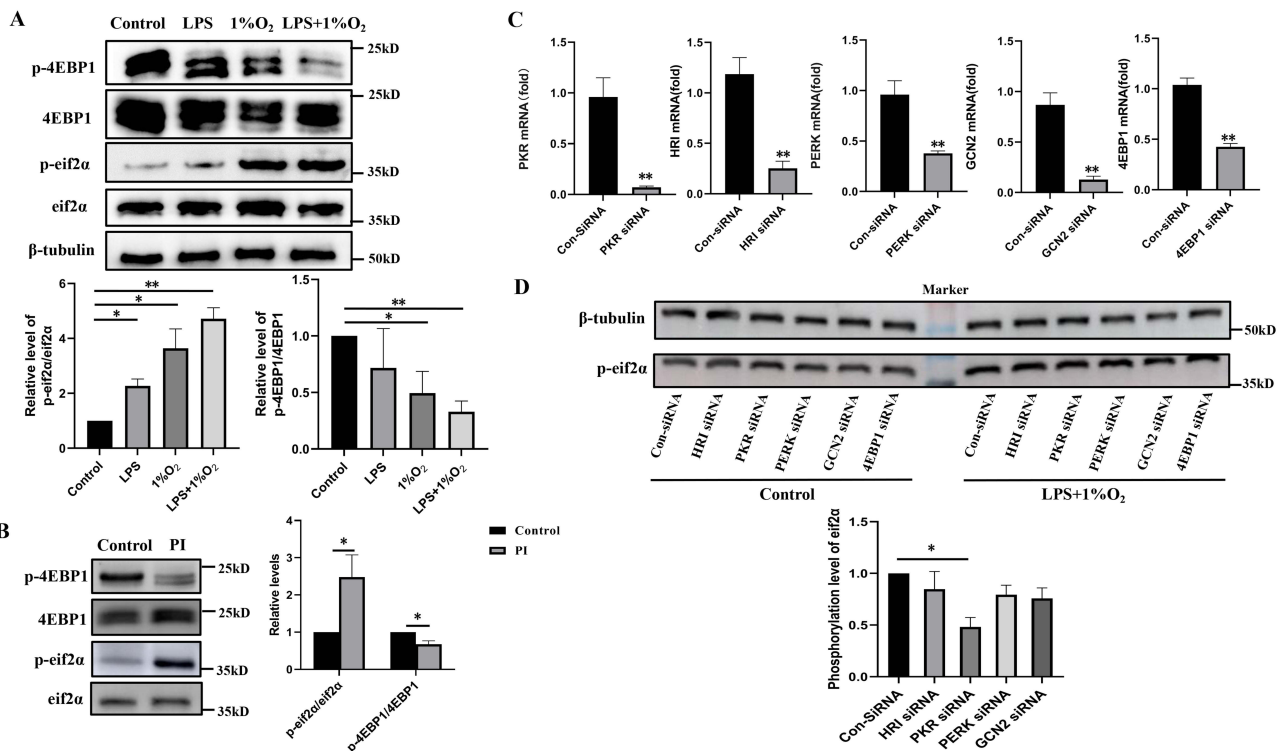 A
Control LPS 1%O₂ LPS+1%O₂
p-4EBP1
25kD
4EBP1
25kD
p-eif2α
35kD
eif2α
35kD
β-tubulin
50kD
Relative level of
p-eif2α/eif2α
6
4
2
0
**
*
*
Control
LPS
1%O₂
LPS+1%O₂
Relative level of
p-4EBP1/4EBP1
1.5
1.0
0.5
0.0
**
*
Control
LPS
1%O₂
LPS+1%O₂
B
Control PI
p-4EBP1
25kD
4EBP1
25kD
p-eif2α
35kD
eif2α
35kD
Relative levels
4
3
2
1
0
*
*
p-eif2α/eif2α
p-4EBP1/4EBP1
Control
PI
C
PKR mRNA(fold)
1.5
1.0
0.5
0.0
**
Con-SiRNA
PKR siRNA
HRI mRNA(fold)
1.5
1.0
0.5
0.0
**
Con-siRNA
HRI siRNA
PERK mRNA(fold)
1.5
1.0
0.5
0.0
**
Con-siRNA
PERK siRNA
GCN2 mRNA(fold)
1.5
1.0
0.5
0.0
**
Con-siRNA
GCN2 siRNA
4EBP1 mRNA(fold)
1.5
1.0
0.5
0.0
**
Con-siRNA
4EBP1 siRNA
D
Marker
β-tubulin
50kD
p-eif2α
35kD
Con-siRNA
HRI siRNA
PKR siRNA
PERK siRNA
GCN2 siRNA
4EBP1 siRNA
Con-siRNA
HRI siRNA
PKR siRNA
PERK siRNA
GCN2 siRNA
4EBP1 siRNA
Control
LPS+1%O₂
Phosphorylation level of eif2α
1.5
1.0
0.5
0.0
*
Con-SiRNA
HRI siRNA
PKR siRNA
PERK siRNA
GCN2 siRNA